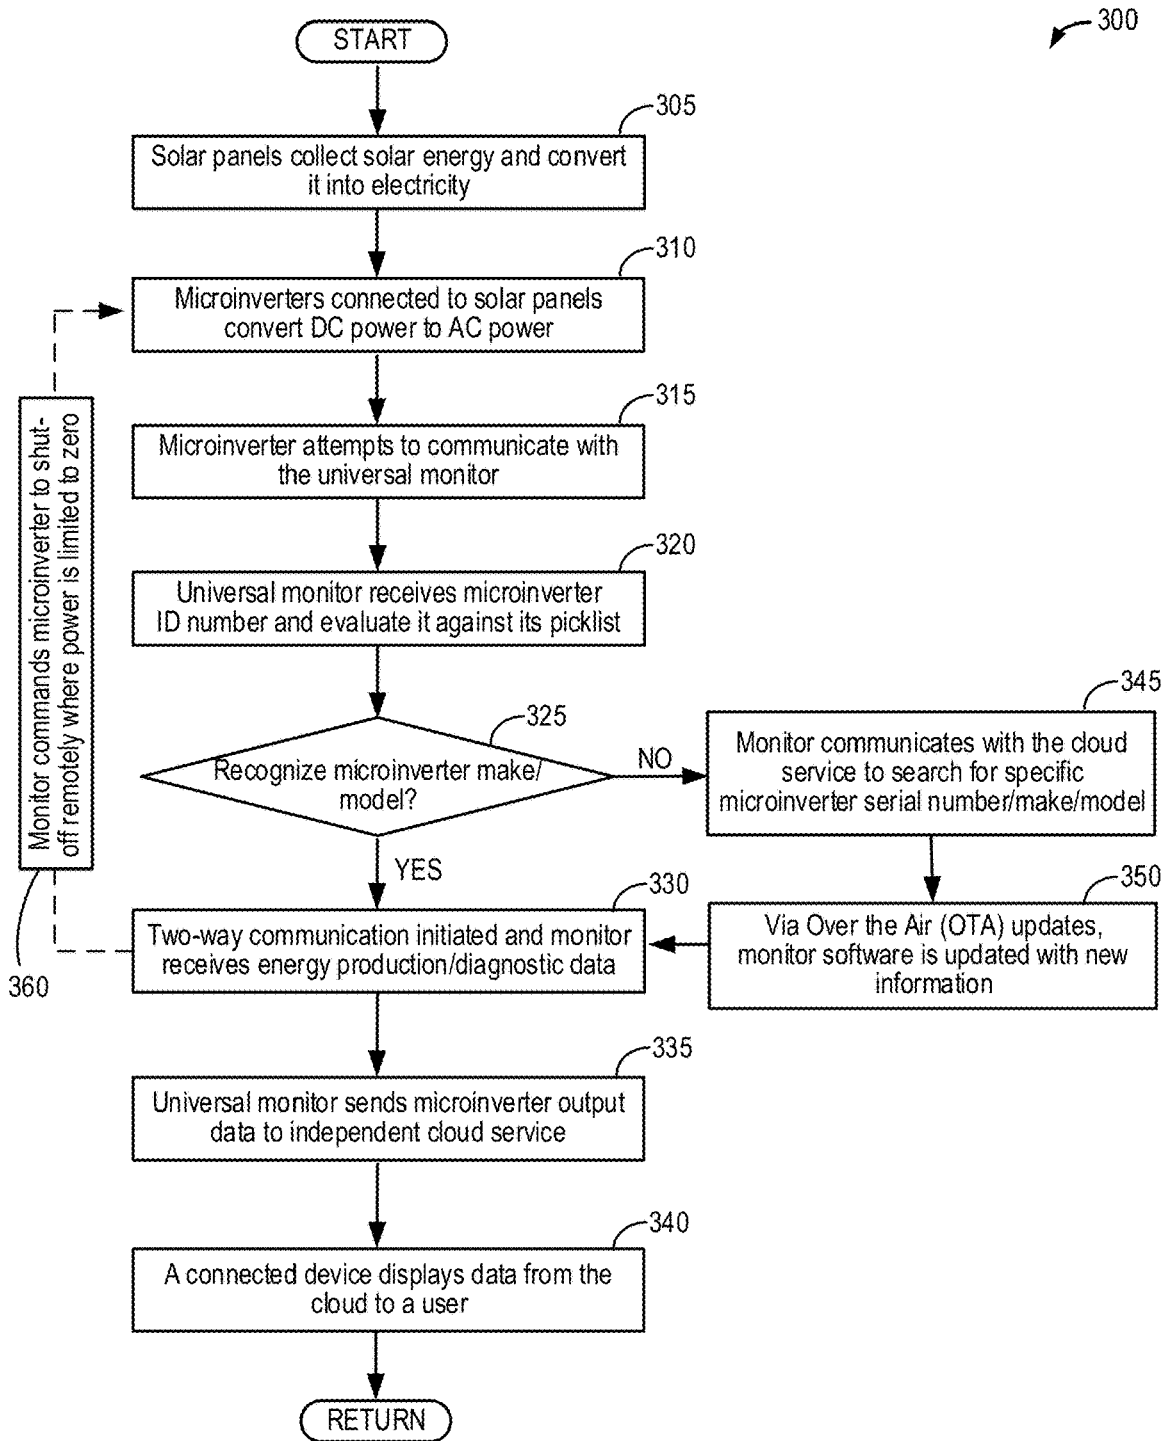 300
START
305
Solar panels collect solar energy and convert
it into electricity
310
Microinverters connected to solar panels
convert DC power to AC power
315
Microinverter attempts to communicate with
the universal monitor
320
Universal monitor receives microinverter
ID number and evaluate it against its picklist
325
Recognize microinverter make/
model?
NO
345
Monitor communicates with the cloud
service to search for specific
microinverter serial number/make/model
YES
350
Via Over the Air (OTA) updates,
monitor software is updated with new
information
330
Two-way communication initiated and monitor
receives energy production/diagnostic data
Monitor commands microinverter to shut-
off remotely where power is limited to zero
360
335
Universal monitor sends microinverter output
data to independent cloud service
340
A connected device displays data from the
cloud to a user
RETURN